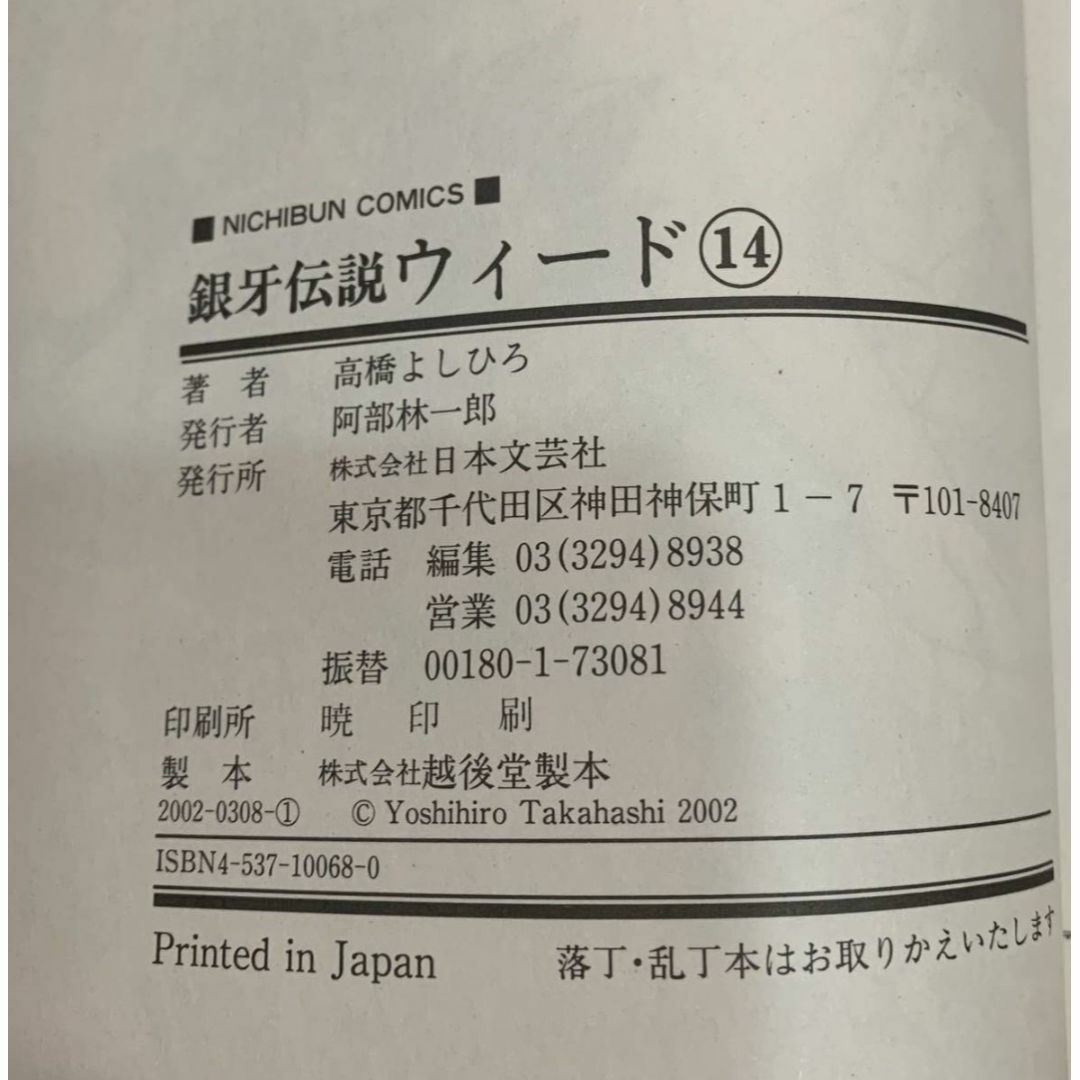 ■ NICHIBUN COMICS ■
銀牙伝説ウィード⑭
著 者 高橋よしひろ
発行者 阿部林一郎
発行所 株式会社日本文芸社
東京都千代田区神田神保町1-7 〒101-8407
電話 編集 03(3294)8938
営業 03(3294)8944
振替 00180-1-73081
印刷所 暁 印 刷
製 本 株式会社越後堂製本
2002-0308-① © Yoshihiro Takahashi 2002
ISBN4-537-10068-0
Printed in Japan 落丁・乱丁本はお取りかえいたします